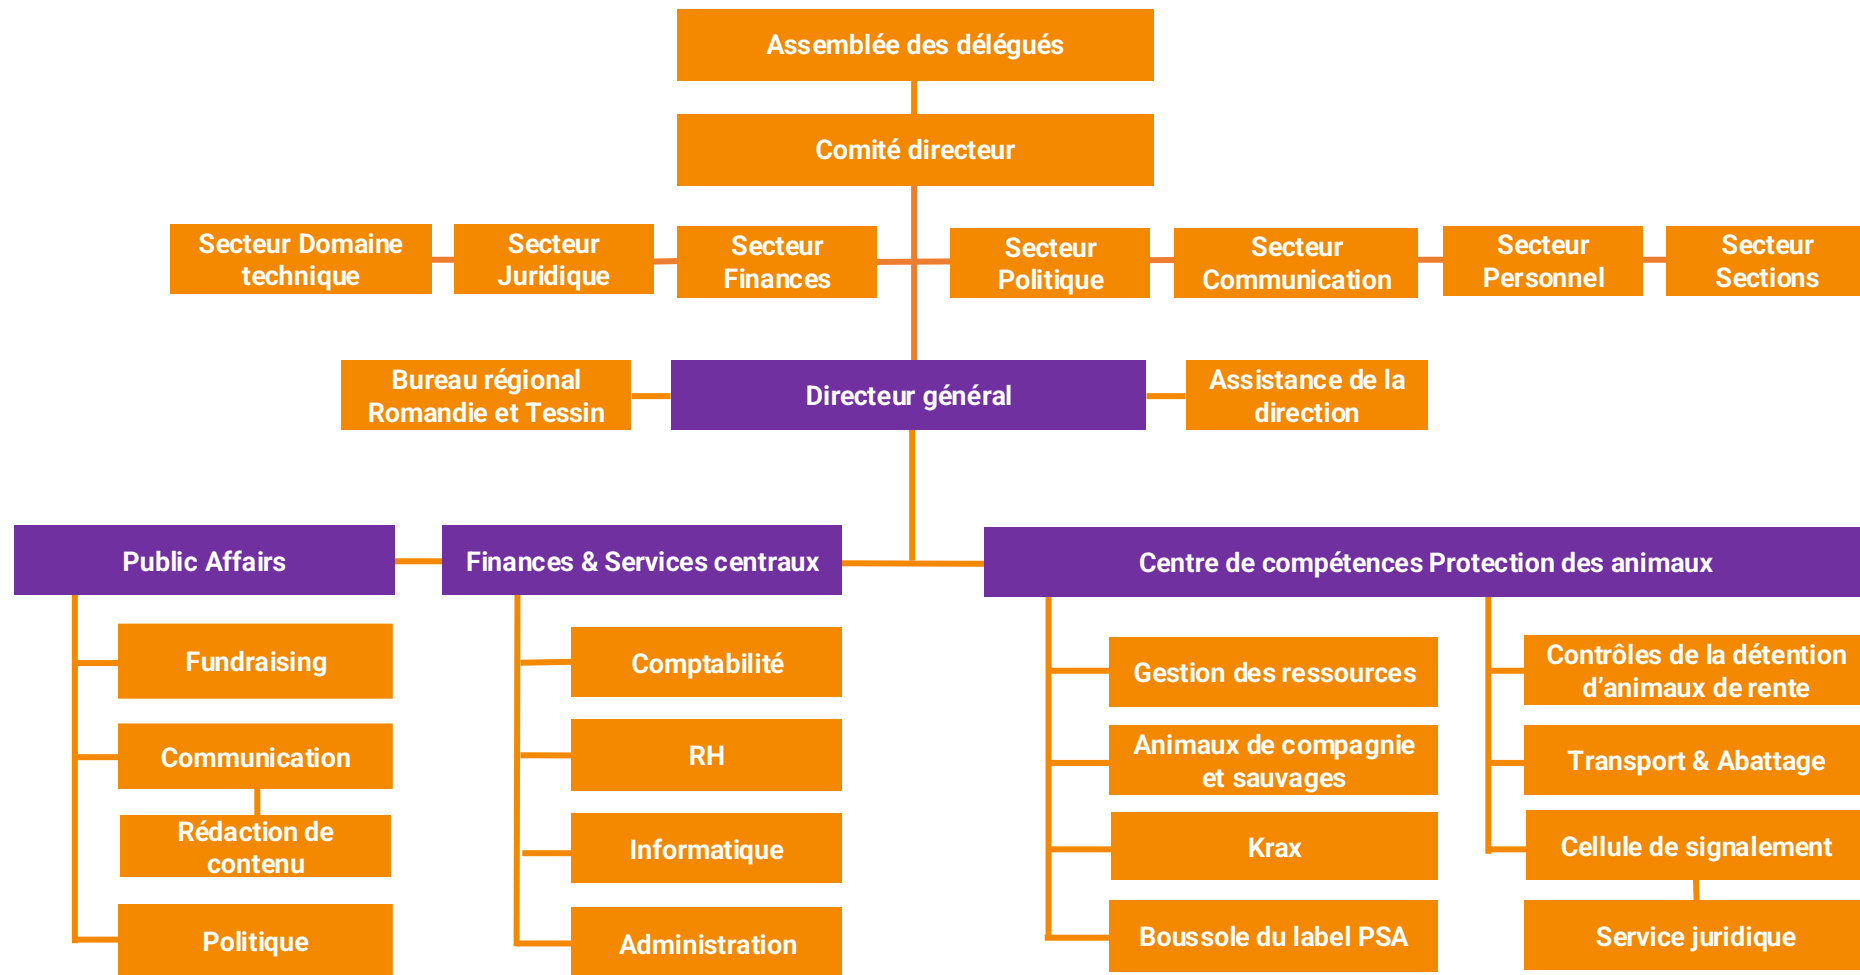 Assemblée des délégués
Comité directeur
Secteur Domaine
technique
Secteur
Juridique
Secteur
Finances
Secteur
Politique
Secteur
Communication
Secteur
Personnel
Secteur
Sections
Bureau régional
Romandie et Tessin
Directeur général
Assistance de la
direction
Public Affairs
Finances & Services centraux
Centre de compétences Protection des animaux
Fundraising
Communication
Rédaction de
contenu
Politique
Comptabilité
RH
Informatique
Administration
Gestion des ressources
Animaux de compagnie
et sauvages
Krax
Boussole du label PSA
Contrôles de la détention
d’animaux de rente
Transport & Abattage
Cellule de signalement
Service juridique